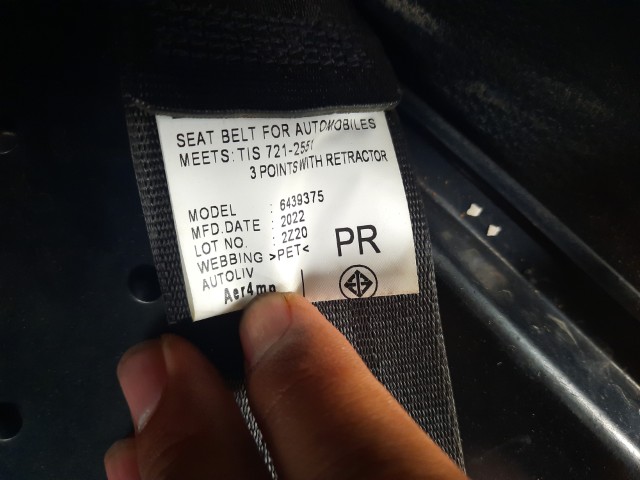 SEAT BELT FOR AUTOMOBILES
MEETS: TIS 721-2551
3 POINTS WITH RETRACTOR
MODEL : 6439375
MFD.DATE : 2022
LOT NO. : 2Z20
WEBBING >PET<
AUTOLIV
PR
Aer4mp